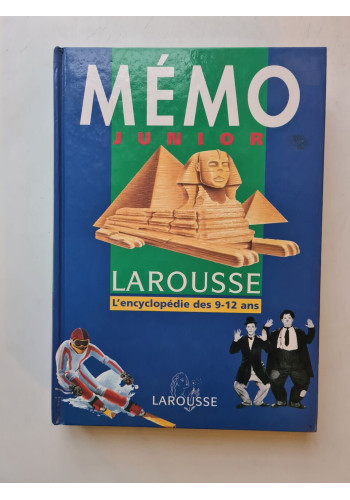 MÉMO
JUNIOR
LAROUSSE
L'encyclopédie des 9-12 ans
LAROUSSE